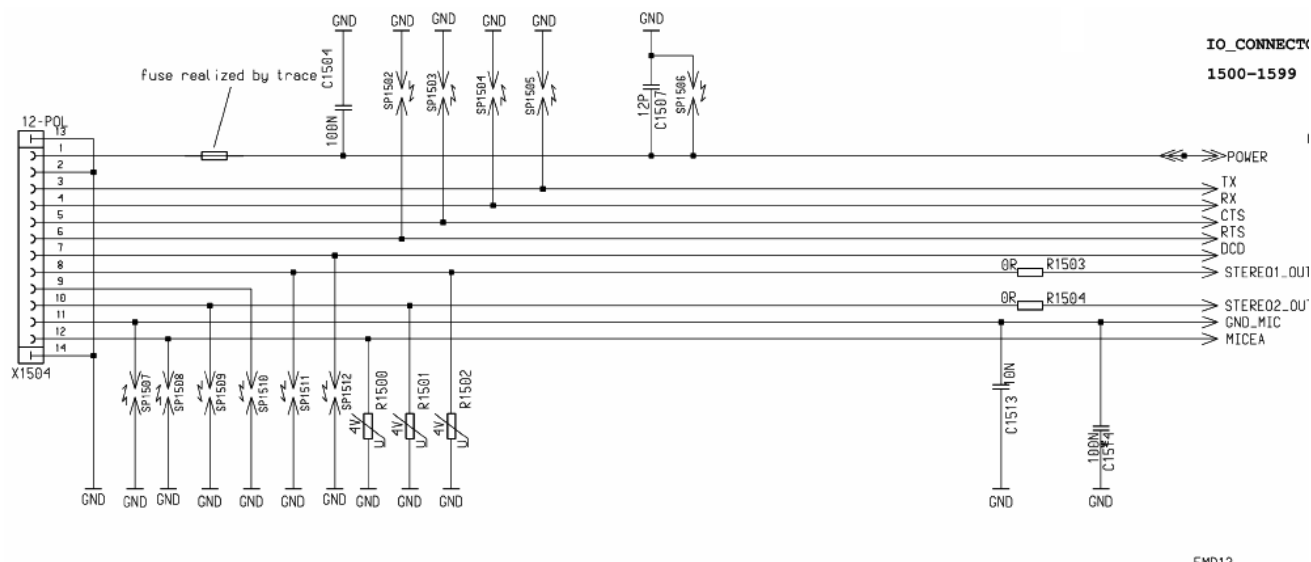 GND GND GND GND GND GND
IO_CONNECTO
1500-1599
fuse realized by trace
C1504
100N
SP1502
SP1503
SP1504
SP1505
12P
C1507
SP1506
12-POL
13
1
2
3
4
5
6
7
8
9
10
11
12
14
X1504
POWER
TX
RX
CTS
RTS
DCD
0R R1503
STEREO1_OUT
0R R1504
STEREO2_OUT
GND_MIC
MICEA
SP1507
SP1508
SP1509
SP1510
SP1511
SP1512
4V
U
R1500
4V
U
R1501
4V
U
R1502
C1513 10N
100N
C1514
GND GND GND GND GND GND GND GND GND GND GND GND